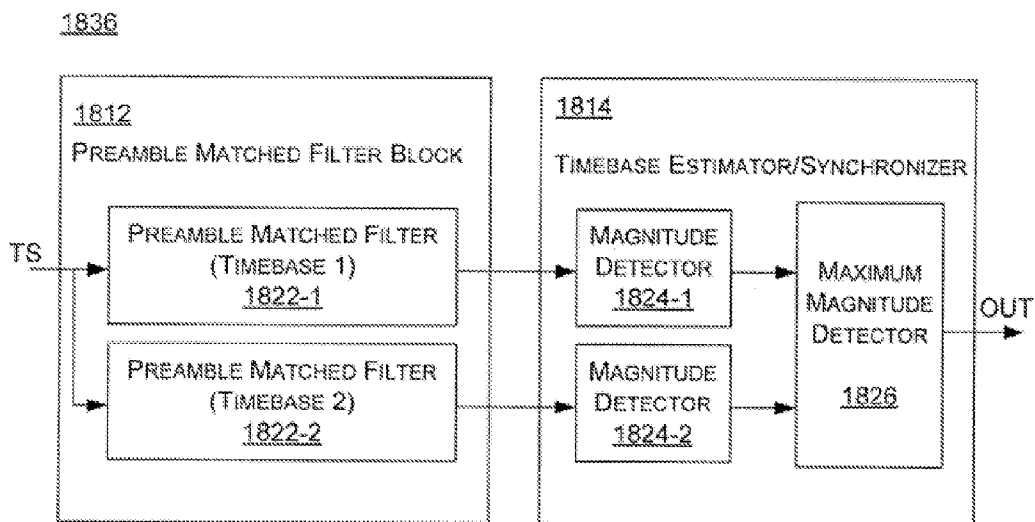 1836
1812
PREAMBLE MATCHED FILTER BLOCK
TS
PREAMBLE MATCHED FILTER
(TIMEBASE 1)
1822-1
PREAMBLE MATCHED FILTER
(TIMEBASE 2)
1822-2
1814
TIMEBASE ESTIMATOR/SYNCHRONIZER
MAGNITUDE
DETECTOR
1824-1
MAGNITUDE
DETECTOR
1824-2
MAXIMUM
MAGNITUDE
DETECTOR
1826
OUT